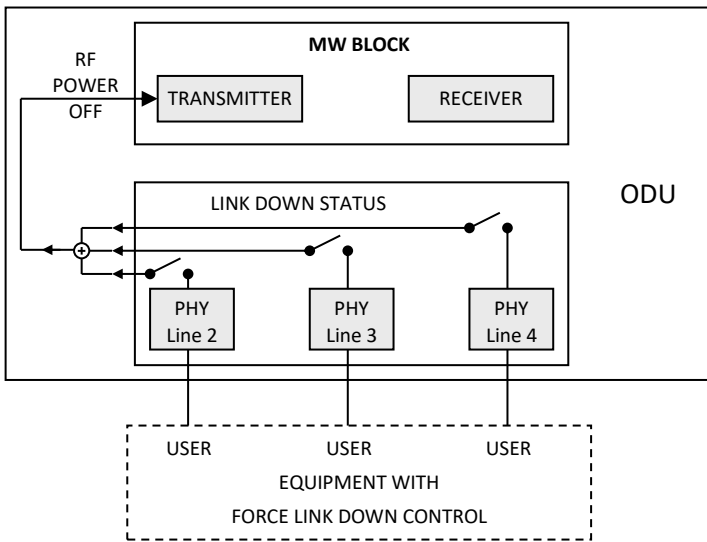 MW BLOCK
RF
POWER
OFF
TRANSMITTER
RECEIVER
ODU
LINK DOWN STATUS
PHY
Line 2
PHY
Line 3
PHY
Line 4
USER
USER
USER
EQUIPMENT WITH
FORCE LINK DOWN CONTROL